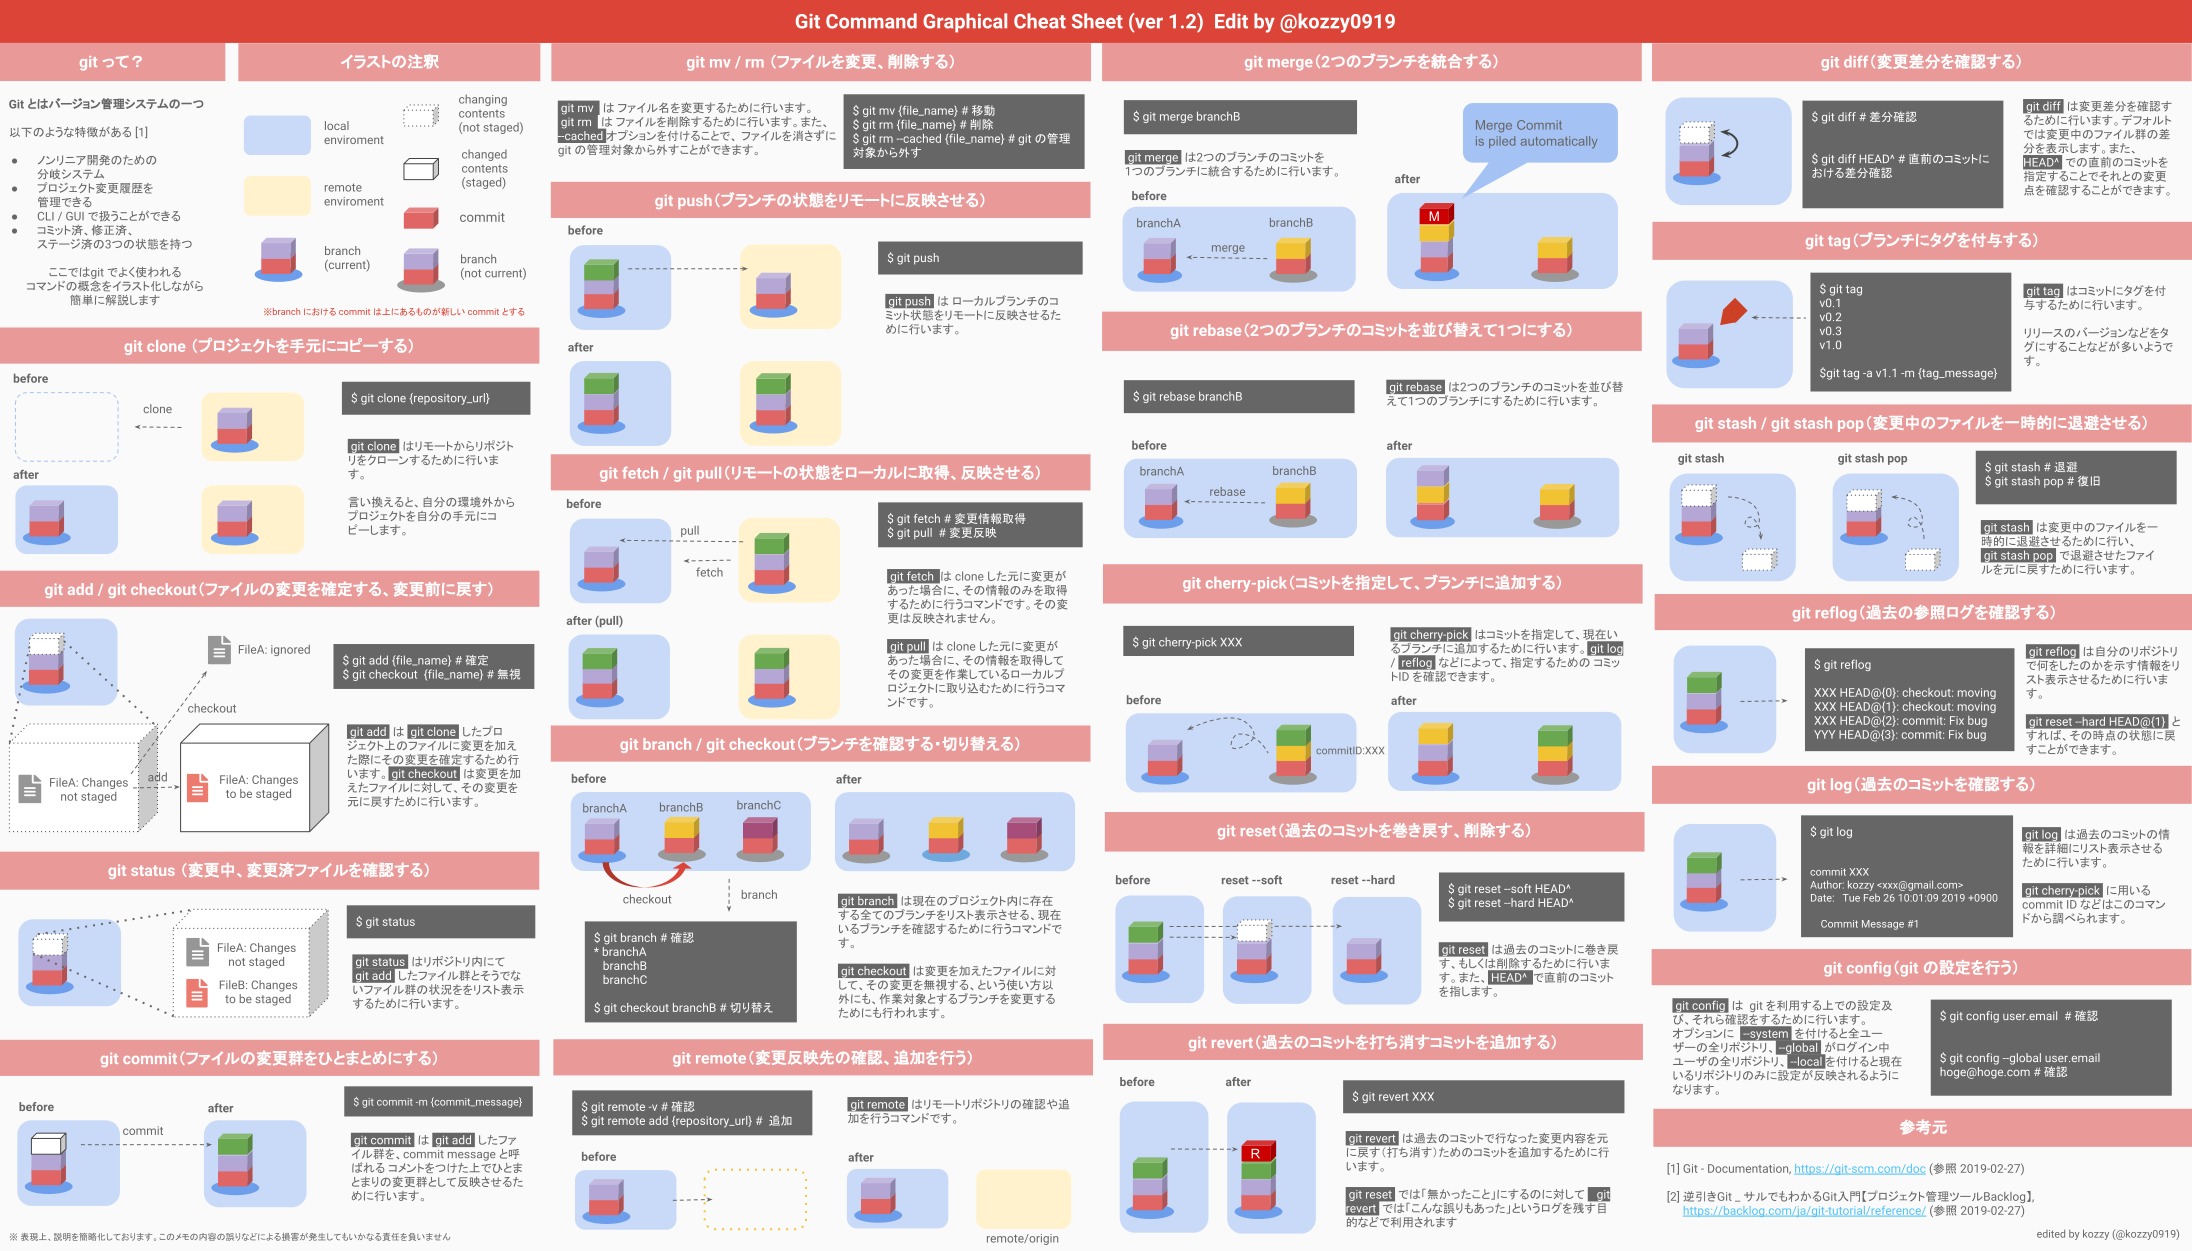 Git Command Graphical Cheat Sheet (ver 1.2) Edit by @kozzy0919
git って？
Git とはバージョン管理システムの一つ
以下のような特徴がある [1]
● ノンリニア開発のための
分岐システム
● プロジェクト変更履歴を
管理できる
● CLI / GUI で扱うことができる
● コミット済、修正済、
ステージ済の3つの状態を持つ
ここではgit でよく使われる
コマンドの概念をイラスト化しながら
簡単に解説します
イラストの注釈
local
enviroment
remote
enviroment
branch
(current)
changing
contents
(not staged)
changed
contents
(staged)
commit
branch
(not current)
※branch における commit は上にあるものが新しい commit とする
git clone （プロジェクトを手元にコピーする）
before
clone
after
$ git clone {repository_url}
git clone はリモートからリポジト
リをクローンするために行いま
す。
言い換えると、自分の環境外から
プロジェクトを自分の手元にコ
ピーします。
git add / git checkout（ファイルの変更を確定する、変更前に戻す）
FileA: ignored
checkout
FileA: Changes
not staged
add
FileA: Changes
to be staged
$ git add {file_name} # 確定
$ git checkout {file_name} # 無視
git add は git clone したプロ
ジェクト上のファイルに変更を加え
た際にその変更を確定するため行
います。 git checkout は変更を加
えたファイルに対して、その変更を
元に戻すために行います。
git status （変更中、変更済ファイルを確認する）
FileA: Changes
not staged
FileB: Changes
to be staged
$ git status
git status はリポジトリ内にて
git add したファイル群とそうでな
いファイル群の状況をを​リスト表示
するために行います。
git commit（ファイルの変更群をひとまとめにする）
before
commit
after
$ git commit -m {commit_message}
git commit は git add したファ
イル群を、commit message と呼
ばれる コメントをつけた上でひとま
とまりの変更群として反映させるた
めに行います。
※ 表現上、説明を簡略化しております。このメモの内容の誤りなどによる損害が発生してもいかなる責任を負いません
git mv / rm （ファイルを変更、削除する）
git mv は ファイル名を変更するために行います。
git rm は ファイルを削除するために行います。また、
--cached オプションを付けることで、ファイルを消さずに
git の管理対象から外すことができます。
$ git mv {file_name} # 移動
$ git rm {file_name} # 削除
$ git rm --cached {file_name} # git の管理
対象から外す
git push（ブランチの状態をリモートに反映させる）
before
after
$ git push
git push は ローカルブランチのコ
ミット状態をリモートに反映させるた
めに行います。
git fetch / git pull（リモートの状態をローカルに取得、反映させる）
before
pull
fetch
after (pull)
$ git fetch # 変更情報取得
$ git pull # 変更反映
git fetch は clone した元に変更が
あった場合に、その情報のみを取得
するために行うコマンドです。その変
更は反映されません。
git pull は clone した元に変更が
あった場合に、その情報を取得して
その変更を作業しているローカルプ
ロジェクトに取り込むために行うコマ
ンドです。
git branch / git checkout（ブランチを確認する・切り替える）
before
branchA
branchB
branchC
checkout
branch
after
$ git branch # 確認
* branchA
branchB
branchC
$ git checkout branchB # 切り替え
git branch は現在のプロジェクト内に存在
する全てのブランチをリスト表示させる、現在
いるブランチを確認するために行うコマンドで
す。
git checkout は変更を加えたファイルに対
して、その変更を無視する、という使い方以
外にも、作業対象とするブランチを変更する
ためにも行われます。
git remote（変更反映先の確認、追加を行う）
$ git remote -v # 確認
$ git remote add {repository_url} # 追加
git remote はリモートリポジトリの確認や追
加を行うコマンドです。
before
after
remote/origin
git merge（2つのブランチを統合する）
$ git merge branchB
git merge は2つのブランチのコミットを
1つのブランチに統合するために行います。
before
branchA
merge
branchB
after
Merge Commit
is piled automatically
M
git rebase（2つのブランチのコミットを並び替えて1つにする）
$ git rebase branchB
git rebase は2つのブランチのコミットを並び替
えて1つのブランチにするために行います。
before
branchA
rebase
branchB
after
git cherry-pick（コミットを指定して、ブランチに追加する）
$ git cherry-pick XXX
git cherry-pick はコミットを指定して、現在い
るブランチに追加するために行います。 git log
/ reflog などによって、指定するための コミッ
トID を確認できます。
before
commitID:XXX
after
git reset（過去のコミットを巻き戻す、削除する）
before
reset --soft
reset --hard
$ git reset --soft HEAD^
$ git reset --hard HEAD^
git reset は過去のコミットに巻き戻
す、もしくは削除するために行いま
す。また、 HEAD^ で直前のコミット
を指します。
git revert（過去のコミットを打ち消すコミットを追加する）
before
after
R
$ git revert XXX
git revert は過去のコミットで行なった変更内容を元
に戻す（打ち消す）ためのコミットを追加するために行
います。
git reset では「無かったこと」にするのに対して git
revert では「こんな誤りもあった」というログを残す目
的などで利用されます
git diff（変更差分を確認する）
$ git diff # 差分確認
$ git diff HEAD^ # 直前のコミットに
おける差分確認
git diff は変更差分を確認す
るために行います。デフォルト
では変更中のファイル群の差
分を表示します。また、
HEAD^ での直前のコミットを
指定することでそれとの変更
点を確認することができます。
git tag（ブランチにタグを付与する）
$ git tag
v0.1
v0.2
v0.3
v1.0
$git tag -a v1.1 -m {tag_message}
git tag はコミットにタグを付
与するために行います。
リリースのバージョンなどをタ
グにすることなどが多いようで
す。
git stash / git stash pop（変更中のファイルを一時的に退避させる）
git stash
git stash pop
$ git stash # 退避
$ git stash pop # 復旧
git stash は変更中のファイルを一
時的に退避させるために行い、
git stash pop で退避させたファイ
ルを元に戻すために行います。
git reflog（過去の参照ログを確認する）
$ git reflog
XXX HEAD@{0}: checkout: moving
XXX HEAD@{1}: checkout: moving
XXX HEAD@{2}: commit: Fix bug
YYY HEAD@{3}: commit: Fix bug
git reflog は自分のリポジトリ
で何をしたのかを示す情報をリ
スト表示させるために行いま
す。
git reset --hard HEAD@{1} と
すれば、その時点の状態に戻
すことができます。
git log（過去のコミットを確認する）
$ git log
commit XXX
Author: kozzy <xxx@gmail.com>
Date: Tue Feb 26 10:01:09 2019 +0900
Commit Message #1
git log は過去のコミットの情
報を詳細にリスト表示させる
ために行います。
git cherry-pick に用いる
commit ID などはこのコマン
ドから調べられます。
git config（git の設定を行う）
git config は git を利用する上での設定及
び、それら確認をするために行います。
オプションに --system を付けると全ユー
ザーの全リポジトリ、 --global がログイン中
ユーザの全リポジトリ、 --local を付けると現在
いるリポジトリのみに設定が反映されるように
なります。
$ git config user.email # 確認
$ git config --global user.email
hoge@hoge.com # 確認
参考元
[1] Git - Documentation, https://git-scm.com/doc (参照 2019-02-27)
[2] 逆引きGit _ サルでもわかるGit入門【プロジェクト管理ツールBacklog】,
https://backlog.com/ja/git-tutorial/reference/ (参照 2019-02-27)
edited by kozzy (@kozzy0919)